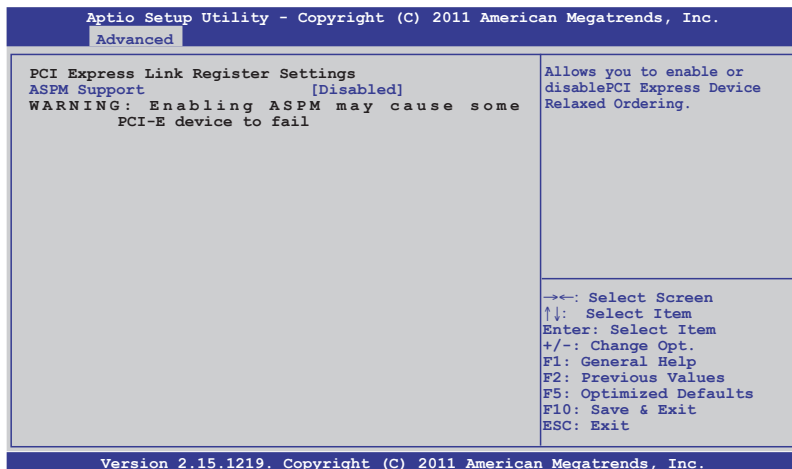 Aptio Setup Utility - Copyright (C) 2011 American Megatrends, Inc.
Advanced
PCI Express Link Register Settings
ASPM Support [Disabled]
WARNING: Enabling ASPM may cause some
PCI-E device to fail
Allows you to enable or
disablePCI Express Device
Relaxed Ordering.
→←: Select Screen
↑↓: Select Item
Enter: Select Item
+/-: Change Opt.
F1: General Help
F2: Previous Values
F5: Optimized Defaults
F10: Save & Exit
ESC: Exit
Version 2.15.1219. Copyright (C) 2011 American Megatrends, Inc.